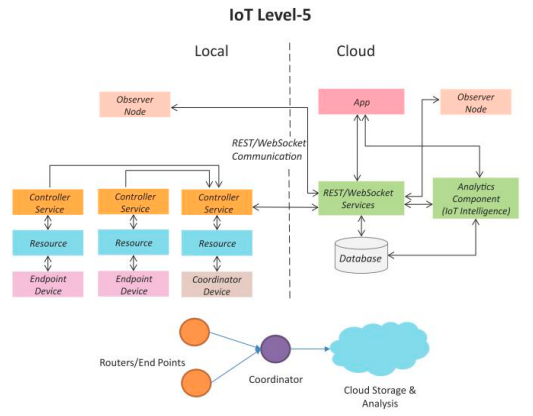 IoT Level-5
Local
Cloud
Observer
Node
App
Observer
Node
REST/WebSocket
Communication
Controller
Service
Controller
Service
Controller
Service
REST/WebSocket
Services
Analytics
Component
(IoT Intelligence)
Resource
Resource
Resource
Database
Endpoint
Device
Endpoint
Device
Coordinator
Device
Routers/End Points
Coordinator
Cloud Storage &
Analysis